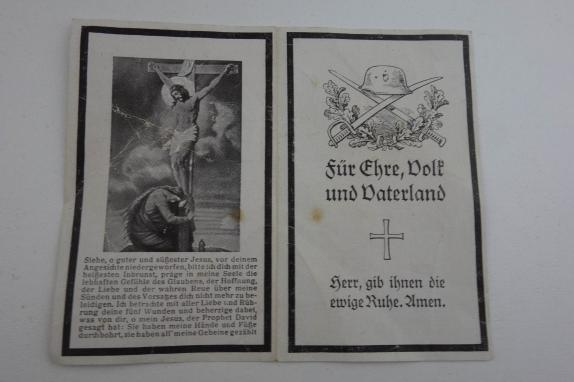 Siehe, o guter und süßester Jesus, vor deinem
Angesichte niedergeworfen, bitte ich dich mit der
heißesten Inbrunst, präge in meine Seele die
lebhaften Gefühle des Glaubens, der Hoffnung,
der Liebe und der wahren Reue über meine
Sünden und des Vorsatzes dich nicht mehr zu be-
leidigen. Ich betrachte mit aller Liebe und Rüh-
rung deine fünf Wunden und beherzige dabei,
was von dir, o mein Jesus, der Prophet David
gesagt hat: Sie haben meine Hände und Füße
durchbohrt, sie haben all' meine Gebeine gezählt
Für Ehre, Volk
und Vaterland
Herr, gib ihnen die
ewige Ruhe. Amen.